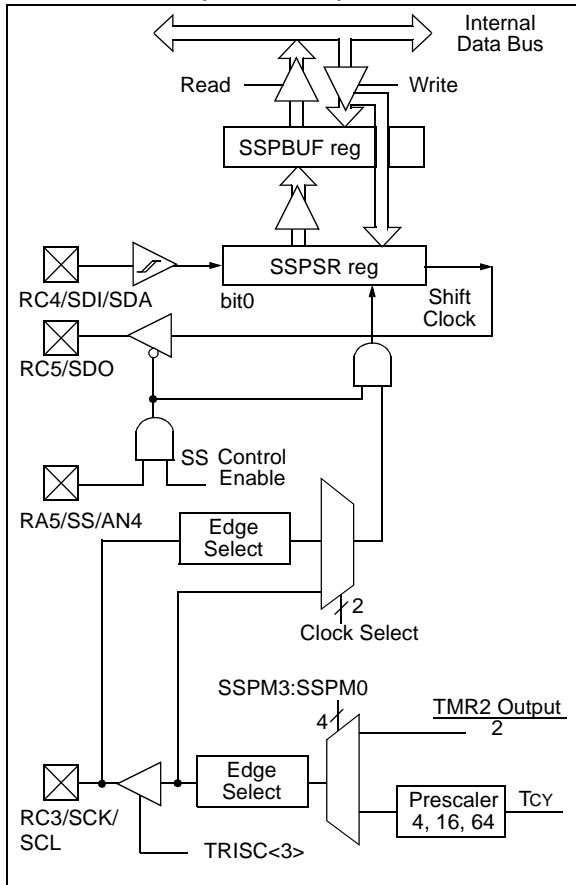 Internal
Data Bus
Read
Write
SSPBUF reg
SSPSR reg
RC4/SDI/SDA
bit0
Shift
Clock
RC5/SDO
SS Control
Enable
RA5/SS/AN4
Edge
Select
2
Clock Select
SSPM3:SSPM0
TMR2 Output
2
4
Edge
Select
Prescaler
4, 16, 64
TCY
RC3/SCK/
SCL
TRISC<3>